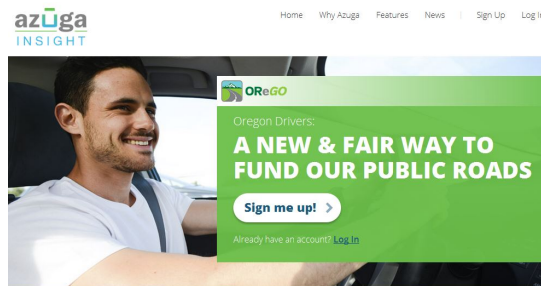 azuga
INSIGHT
Home Why Azuga Features News Sign Up Log In
OReGO
Oregon Drivers:
A NEW & FAIR WAY TO
FUND OUR PUBLIC ROADS
Sign me up!
Already have an account? Log In